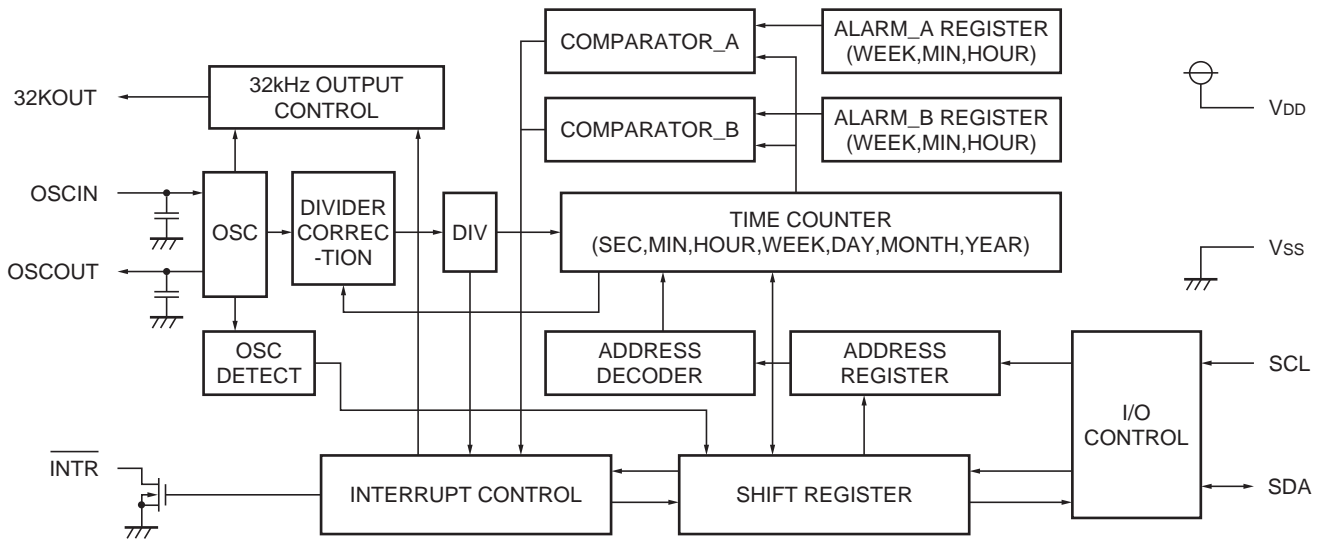 COMPARATOR_A
ALARM_A REGISTER
(WEEK,MIN,HOUR)
32KOUT
32kHz OUTPUT
CONTROL
VDD
COMPARATOR_B
ALARM_B REGISTER
(WEEK,MIN,HOUR)
OSCIN
OSC
DIVIDER
CORREC
-TION
DIV
TIME COUNTER
(SEC,MIN,HOUR,WEEK,DAY,MONTH,YEAR)
VSS
OSCOUT
OSC
DETECT
ADDRESS
DECODER
ADDRESS
REGISTER
I/O
CONTROL
SCL
INTR
INTERRUPT CONTROL
SHIFT REGISTER
SDA